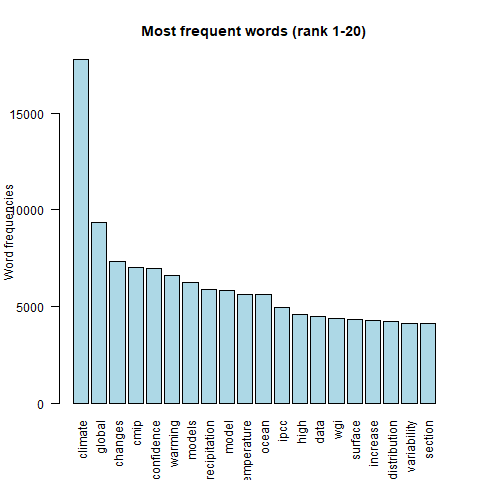 Most frequent words (rank 1-20)
Word frequencies
15000
10000
5000
0
climate
global
changes
cmip
confidence
warming
models
recipitation
model
emperature
ocean
ipcc
high
data
wgi
surface
increase
distribution
variability
section